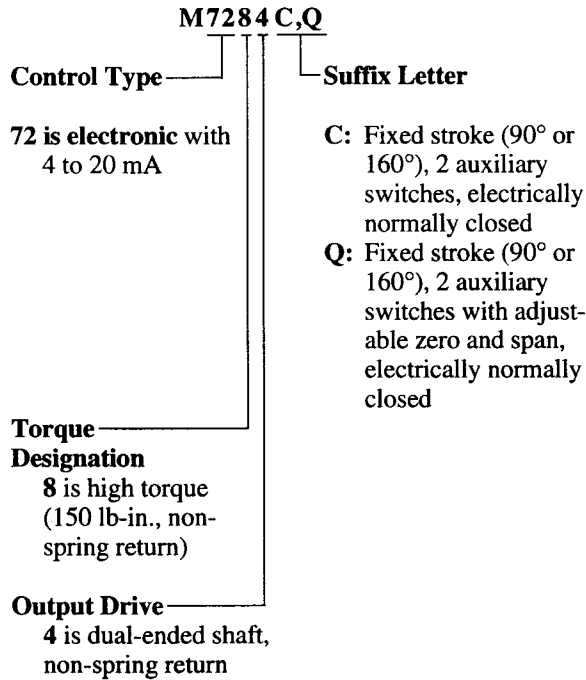 M7284 C,Q
Control Type
Suffix Letter
72 is electronic with
4 to 20 mA
C: Fixed stroke (90° or
160°), 2 auxiliary
switches, electrically
normally closed
Q: Fixed stroke (90° or
160°), 2 auxiliary
switches with adjust-
able zero and span,
electrically normally
closed
Torque
Designation
8 is high torque
(150 lb-in., non-
spring return)
Output Drive
4 is dual-ended shaft,
non-spring return